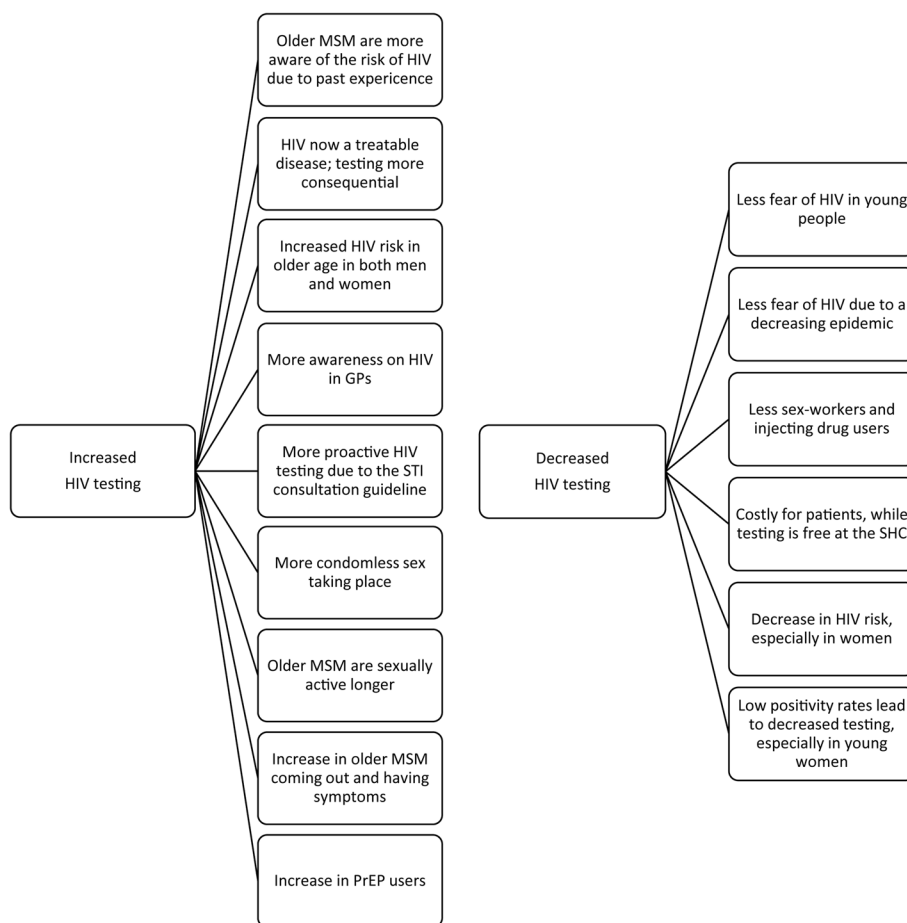 Older MSM are more
aware of the risk of HIV
due to past expericence
HIV now a treatable
disease; testing more
consequential
Increased HIV risk in
older age in both men
and women
More awareness on HIV
in GPs
Increased
HIV testing
More proactive HIV
testing due to the STI
consultation guideline
More condomless sex
taking place
Older MSM are sexually
active longer
Increase in older MSM
coming out and having
symptoms
Increase in PrEP users
Less fear of HIV in young
people
Less fear of HIV due to a
decreasing epidemic
Less sex-workers and
injecting drug users
Decreased
HIV testing
Costly for patients, while
testing is free at the SHC
Decrease in HIV risk,
especially in women
Low positivity rates lead
to decreased testing,
especially in young
women